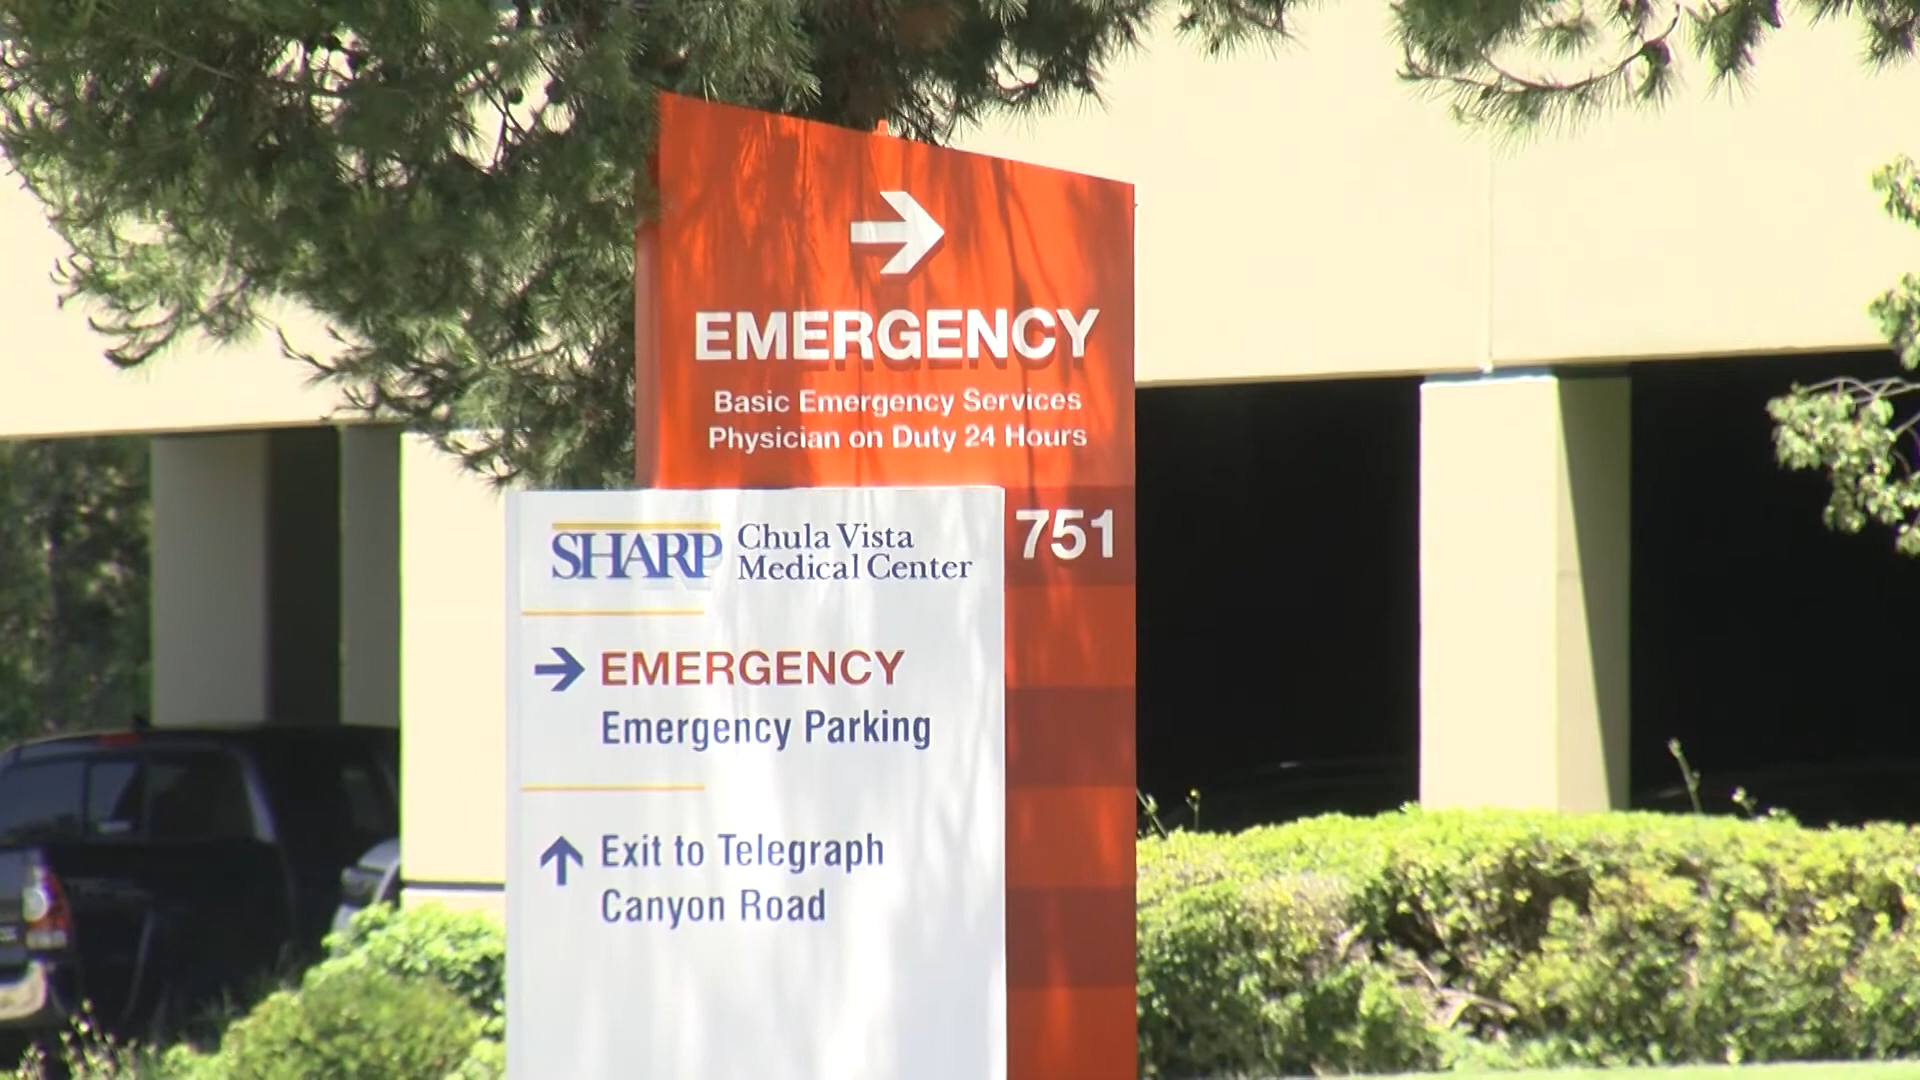 EMERGENCY
Basic Emergency Services
Physician on Duty 24 Hours
751
SHARP
Chula Vista
Medical Center
EMERGENCY
Emergency Parking
Exit to Telegraph
Canyon Road